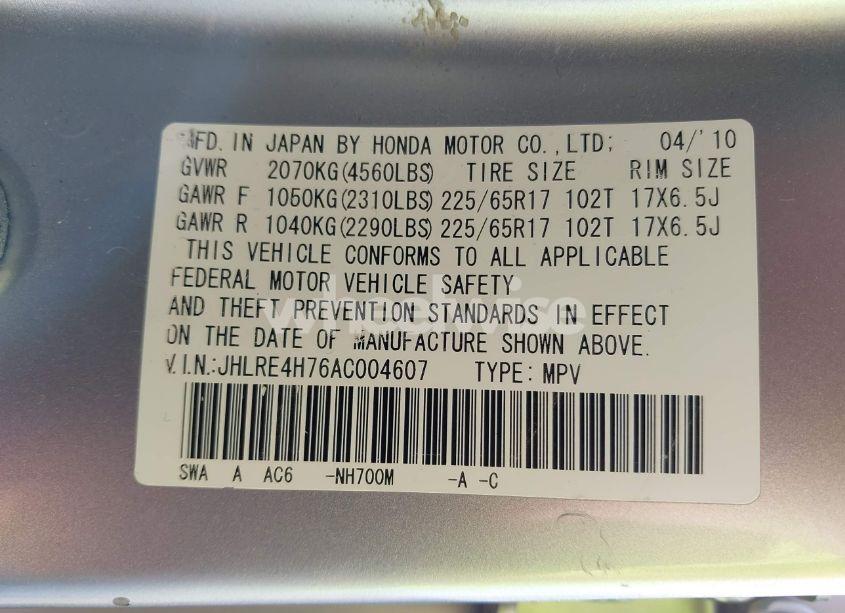 MFD. IN JAPAN BY HONDA MOTOR CO.,LTD; 04/'10
GVWR 2070KG(4560LBS) TIRE SIZE RIM SIZE
GAWR F 1050KG(2310LBS) 225/65R17 102T 17X6.5J
GAWR R 1040KG(2290LBS) 225/65R17 102T 17X6.5J
THIS VEHICLE CONFORMS TO ALL APPLICABLE
FEDERAL MOTOR VEHICLE SAFETY
AND THEFT PREVENTION STANDARDS IN EFFECT
ON THE DATE OF MANUFACTURE SHOWN ABOVE.
V.I.N.:JHLRE4H76AC004607 TYPE:MPV
SWA A AC6 -NH700M -A -C
wheelwise